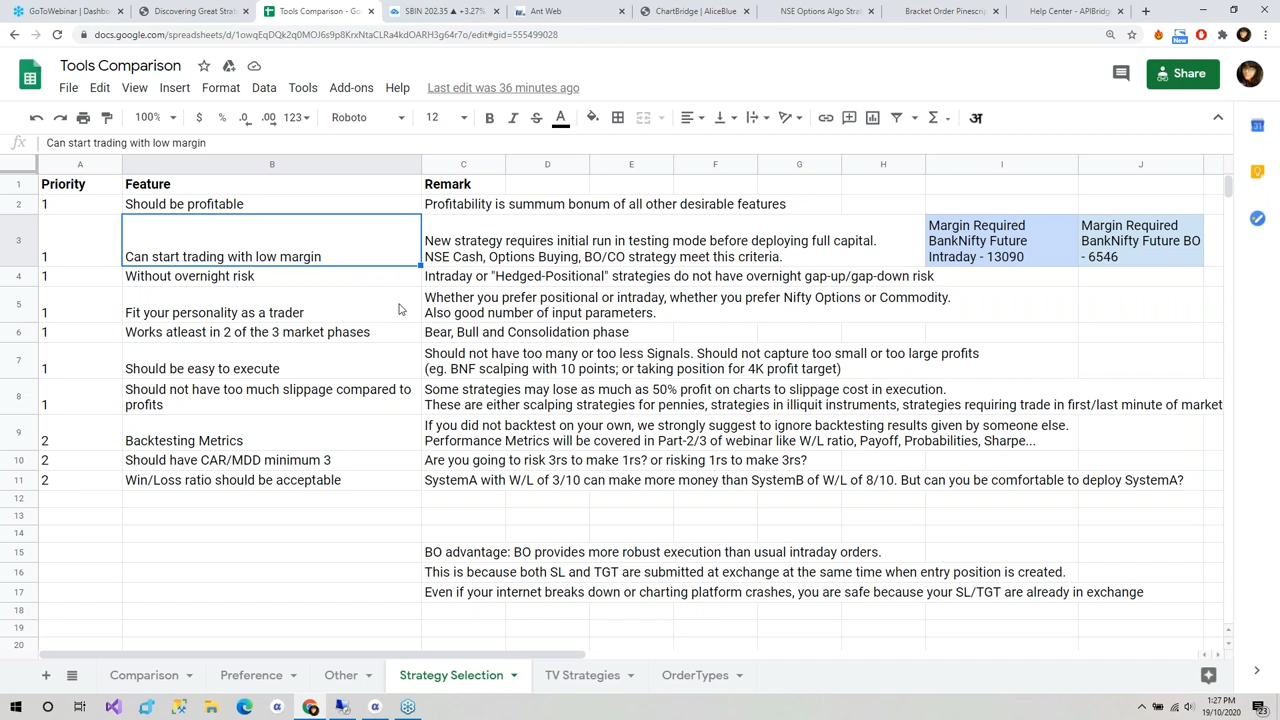 GoToWebinar | Dashboard
Discovering Great Strat
Tools Comparison - Go
SBIN 202.35 ▲ +3.27%
Ant Web
ChartBridge | AliceBlue
NSE Options Algo Strat
Bracket Order Pinescrip
Help Center - APIBridg
docs.google.com/spreadsheets/d/1owqEqDQk2q0MOJ6s9p8KrxNtaCLRa4kdOARH3g64r7o/edit#gid=555499028
New
Tools Comparison
File Edit View Insert Format Data Tools Add-ons Help Last edit was 36 minutes ago
Share
100% $ % .0 .00 123 Roboto 12 B I S A Σ अ
fx Can start trading with low margin
A B C D E F G H I J
1 Priority Feature Remark
2 1 Should be profitable Profitability is summum bonum of all other desirable features
3 1 Can start trading with low margin
New strategy requires initial run in testing mode before deploying full capital.
NSE Cash, Options Buying, BO/CO strategy meet this criteria.
Margin Required
BankNifty Future
Intraday - 13090
Margin Required
BankNifty Future BO
- 6546
4 1 Without overnight risk Intraday or "Hedged-Positional" strategies do not have overnight gap-up/gap-down risk
5 1 Fit your personality as a trader
Whether you prefer positional or intraday, whether you prefer Nifty Options or Commodity.
Also good number of input parameters.
6 1 Works atleast in 2 of the 3 market phases Bear, Bull and Consolidation phase
7 1 Should be easy to execute
Should not have too many or too less Signals. Should not capture too small or too large profits
(eg. BNF scalping with 10 points; or taking position for 4K profit target)
8 1 Should not have too much slippage compared to
profits
Some strategies may lose as much as 50% profit on charts to slippage cost in execution.
These are either scalping strategies for pennies, strategies in illiquit instruments, strategies requiring trade in first/last minute of market
9 2 Backtesting Metrics
If you did not backtest on your own, we strongly suggest to ignore backtesting results given by someone else.
Performance Metrics will be covered in Part-2/3 of webinar like W/L ratio, Payoff, Probabilities, Sharpe...
10 2 Should have CAR/MDD minimum 3 Are you going to risk 3rs to make 1rs? or risking 1rs to make 3rs?
11 2 Win/Loss ratio should be acceptable SystemA with W/L of 3/10 can make more money than SystemB of W/L of 8/10. But can you be comfortable to deploy SystemA?
12
13
14
15 BO advantage: BO provides more robust execution than usual intraday orders.
16 This is because both SL and TGT are submitted at exchange at the same time when entry position is created.
17 Even if your internet breaks down or charting platform crashes, you are safe because your SL/TGT are already in exchange
18
19
20
Comparison Preference Other Strategy Selection TV Strategies OrderTypes
1:27 PM
19/10/2020
23
31